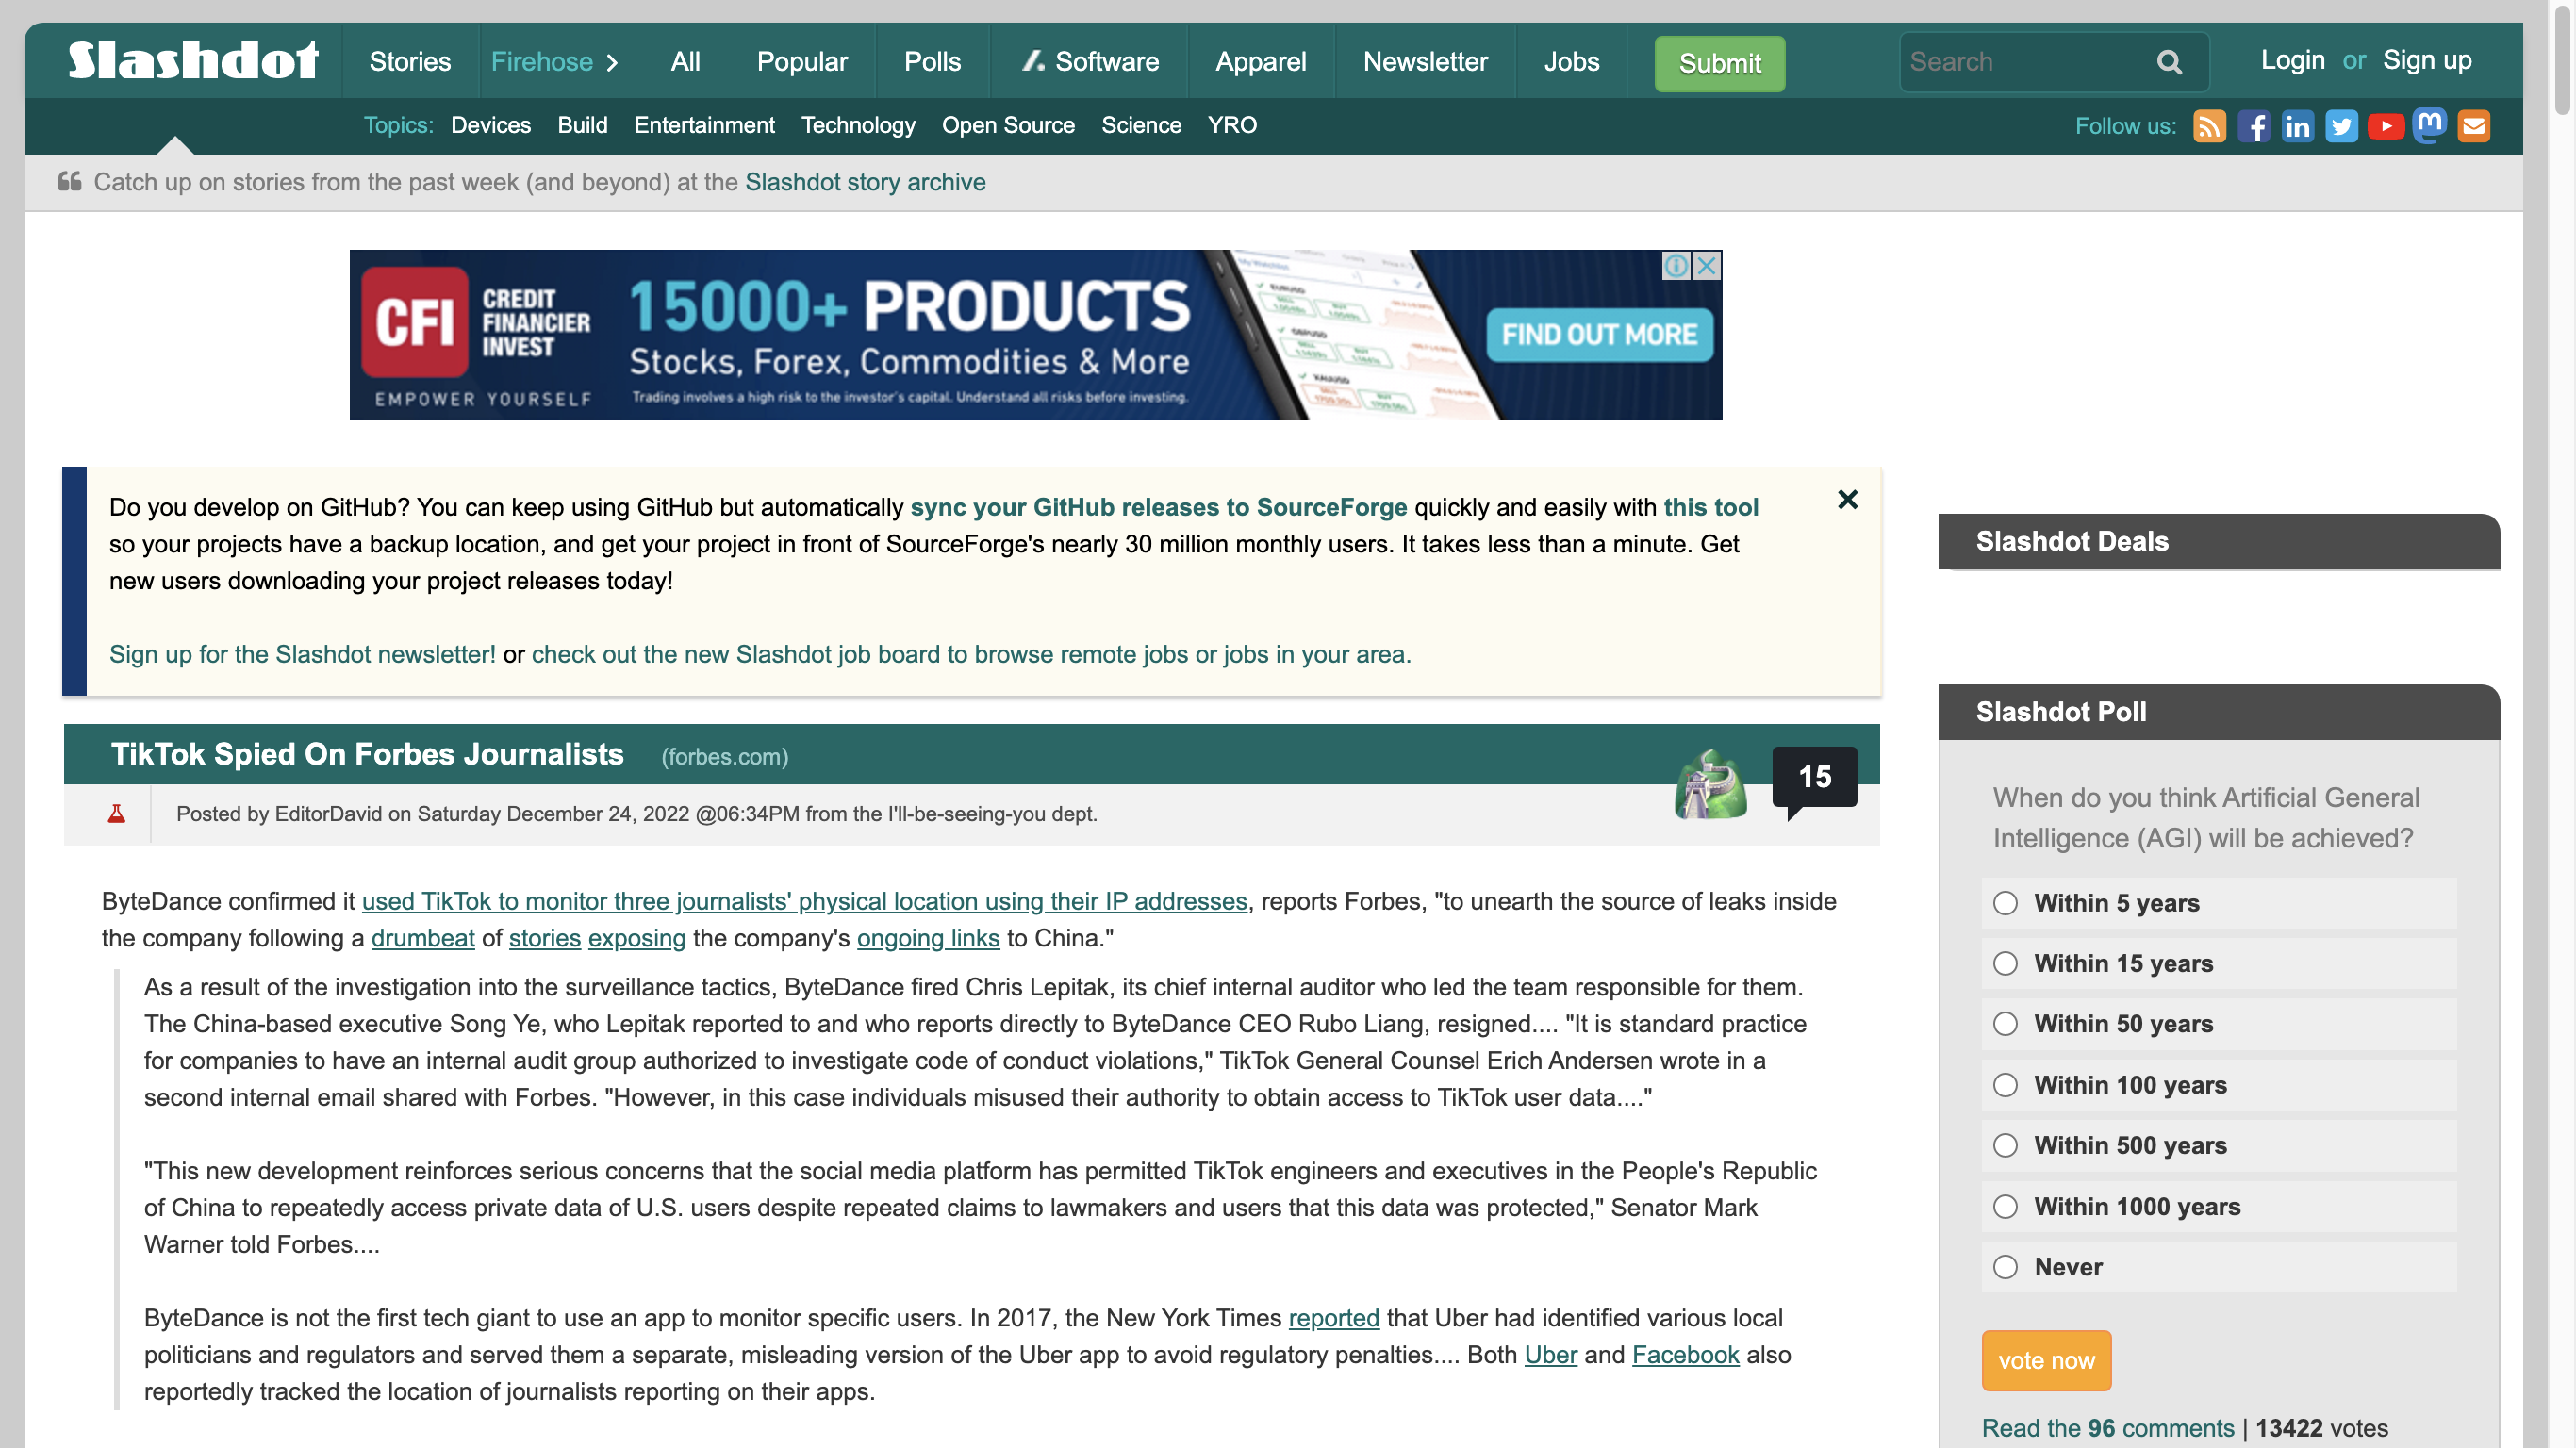 Slashdot
Stories
Firehose
All
Popular
Polls
Software
Apparel
Newsletter
Jobs
Submit
Search
Login or Sign up
Topics: Devices Build Entertainment Technology Open Source Science YRO
Follow us:
Catch up on stories from the past week (and beyond) at the Slashdot story archive
CFI
CREDIT
FINANCIER
INVEST
EMPOWER YOURSELF
15000+ PRODUCTS
Stocks, Forex, Commodities & More
Trading involves a high risk to the investor's capital. Understand all risks before investing.
FIND OUT MORE
Do you develop on GitHub? You can keep using GitHub but automatically sync your GitHub releases to SourceForge quickly and easily with this tool
so your projects have a backup location, and get your project in front of SourceForge's nearly 30 million monthly users. It takes less than a minute. Get
new users downloading your project releases today!
Sign up for the Slashdot newsletter! or check out the new Slashdot job board to browse remote jobs or jobs in your area.
TikTok Spied On Forbes Journalists (forbes.com)
15
Posted by EditorDavid on Saturday December 24, 2022 @06:34PM from the I'll-be-seeing-you dept.
ByteDance confirmed it used TikTok to monitor three journalists' physical location using their IP addresses, reports Forbes, "to unearth the source of leaks inside
the company following a drumbeat of stories exposing the company's ongoing links to China."
As a result of the investigation into the surveillance tactics, ByteDance fired Chris Lepitak, its chief internal auditor who led the team responsible for them.
The China-based executive Song Ye, who Lepitak reported to and who reports directly to ByteDance CEO Rubo Liang, resigned.... "It is standard practice
for companies to have an internal audit group authorized to investigate code of conduct violations," TikTok General Counsel Erich Andersen wrote in a
second internal email shared with Forbes. "However, in this case individuals misused their authority to obtain access to TikTok user data...."
"This new development reinforces serious concerns that the social media platform has permitted TikTok engineers and executives in the People's Republic
of China to repeatedly access private data of U.S. users despite repeated claims to lawmakers and users that this data was protected," Senator Mark
Warner told Forbes....
ByteDance is not the first tech giant to use an app to monitor specific users. In 2017, the New York Times reported that Uber had identified various local
politicians and regulators and served them a separate, misleading version of the Uber app to avoid regulatory penalties.... Both Uber and Facebook also
reportedly tracked the location of journalists reporting on their apps.
Slashdot Deals
Slashdot Poll
When do you think Artificial General
Intelligence (AGI) will be achieved?
Within 5 years
Within 15 years
Within 50 years
Within 100 years
Within 500 years
Within 1000 years
Never
vote now
Read the 96 comments | 13422 votes